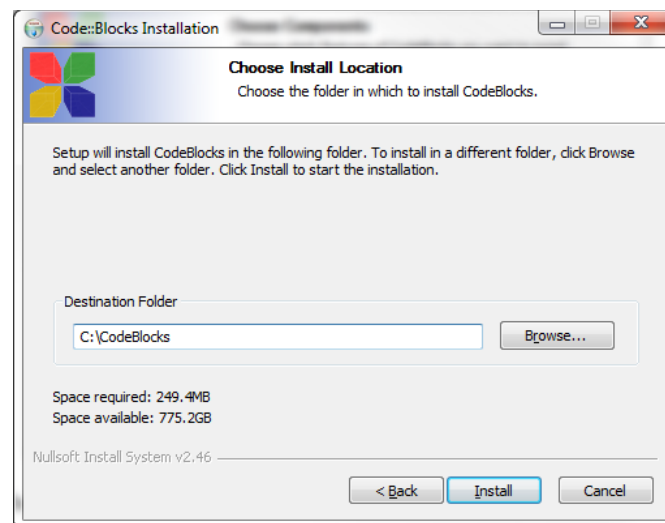 Code::Blocks Installation
Choose Install Location
Choose the folder in which to install CodeBlocks.
Setup will install CodeBlocks in the following folder. To install in a different folder, click Browse
and select another folder. Click Install to start the installation.
Destination Folder
C:\CodeBlocks
Browse...
Space required: 249.4MB
Space available: 775.2GB
Nullsoft Install System v2.46
< Back
Install
Cancel